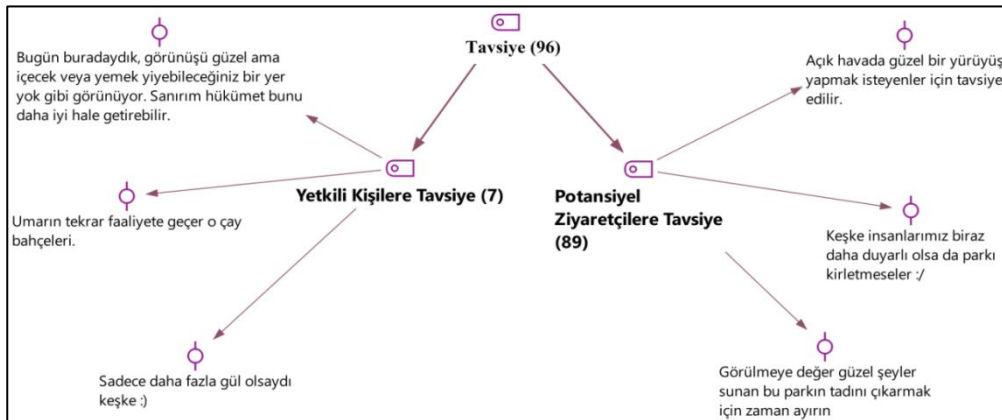 Tavsiye (96)
Bugün buradaydık, görünüşü güzel ama
içecek veya yemek yiyebileceğiniz bir yer
yok gibi görünüyor. Sanırım hükümet bunu
daha iyi hale getirebilir.
Açık havada güzel bir yürüyüş
yapmak isteyenler için tavsiye
edilir.
Yetkili Kişilere Tavsiye (7)
Potansiyel
Ziyaretçilere Tavsiye
(89)
Umarın tekrar faaliyete geçer o çay
bahçeleri.
Keşke insanlarımız biraz
daha duyarlı olsa da parkı
kirletmeseler :/
Sadece daha fazla gül olsaydı
keşke :)
Görülmeye değer güzel şeyler
sunan bu parkın tadını çıkarmak
için zaman ayırın